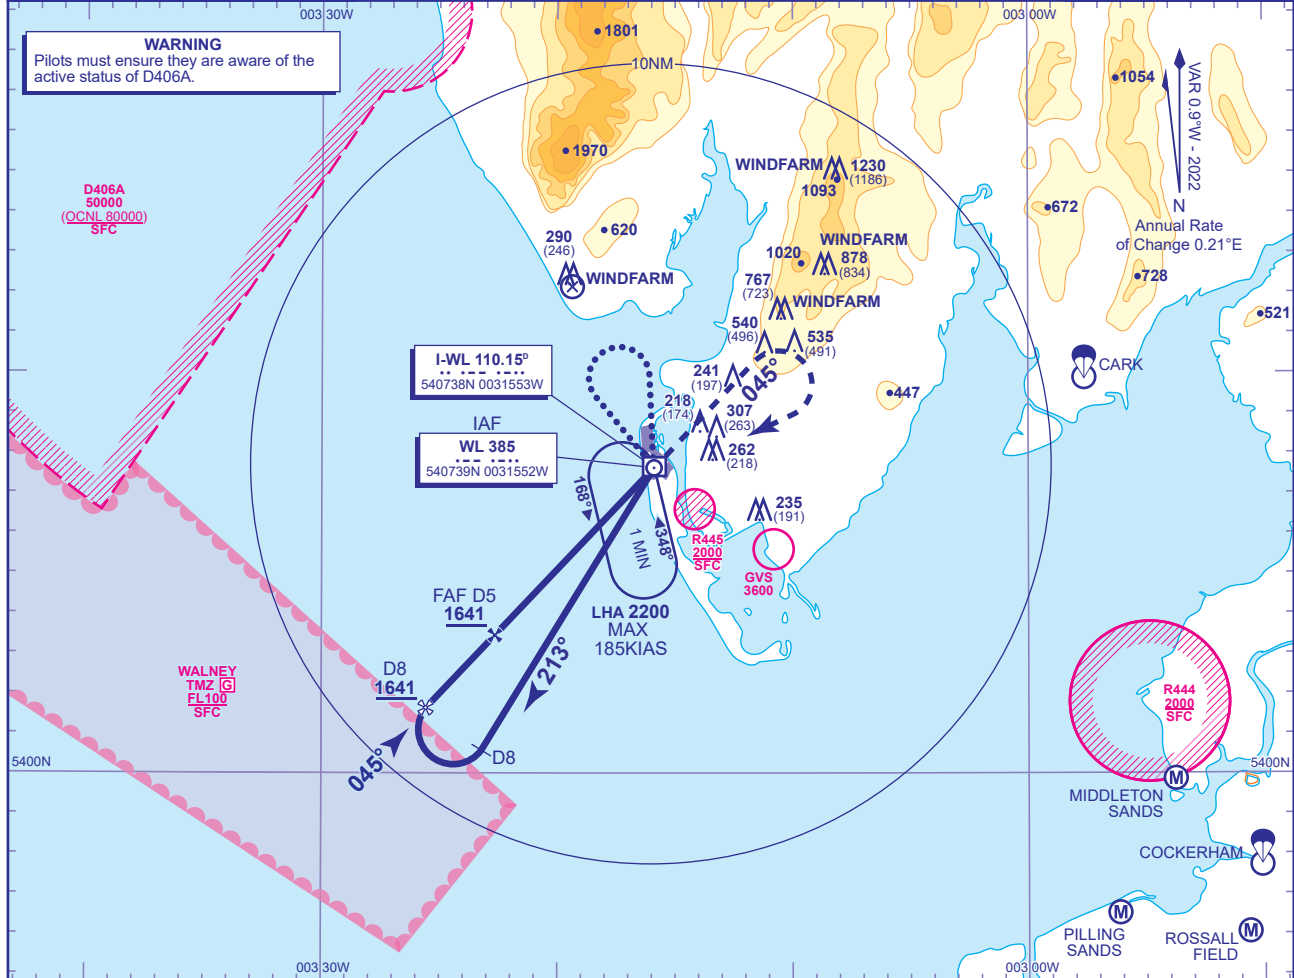 003 30W
003 00W
WARNING
Pilots must ensure they are aware of the
active status of D406A.
1801
10NM
1054
VAR 0.9°W - 2022
N
Annual Rate
of Change 0.21°E
1970
WINDFARM
1230
(1186)
1093
D406A
50000
(OCNL 80000)
SFC
672
620
290
(246)
WINDFARM
WINDFARM
1020
878
(834)
728
767
(723)
WINDFARM
521
540
(496)
535
(491)
I-WL 110.15D
540738N 0031553W
241
(197)
045°
CARK
447
218
(174)
307
(263)
262
(218)
IAF
WL 385
540739N 0031552W
168°
1 MIN
348°
235
(191)
R445
2000
SFC
GVS
3600
FAF D5
1641
LHA 2200
MAX
185KIAS
213°
D8
1641
WALNEY
TMZ G
FL100
SFC
R444
2000
SFC
045°
D8
5400N
5400N
M
MIDDLETON
SANDS
COCKERHAM
M
PILLING
SANDS
M
ROSSALL
FIELD
003 30W
003 00W